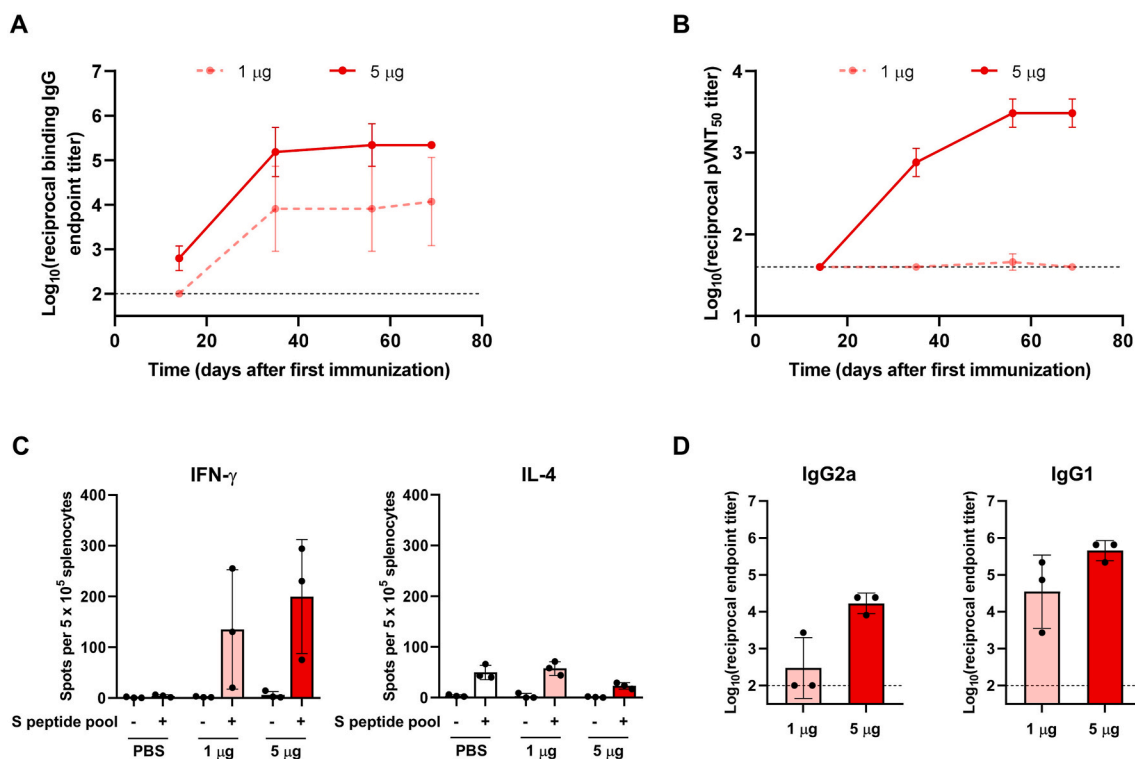 A
1 μg
5 μg
Log10(reciprocal binding IgG
endpoint titer)
7
6
5
4
3
2
0
20
40
60
80
Time (days after first immunization)
B
1 μg
5 μg
Log10(reciprocal pVNT50 titer)
4
3
2
1
0
20
40
60
80
Time (days after first immunization)
C
IFN-γ
Spots per 5 x 10⁵ splenocytes
400
300
200
100
0
S peptide pool
- + - + - +
PBS 1 μg 5 μg
IL-4
Spots per 5 x 10⁵ splenocytes
400
300
200
100
0
S peptide pool
- + - + - +
PBS 1 μg 5 μg
D
IgG2a
Log10(reciprocal endpoint titer)
7
6
5
4
3
2
1 μg
5 μg
IgG1
Log10(reciprocal endpoint titer)
7
6
5
4
3
2
1 μg
5 μg